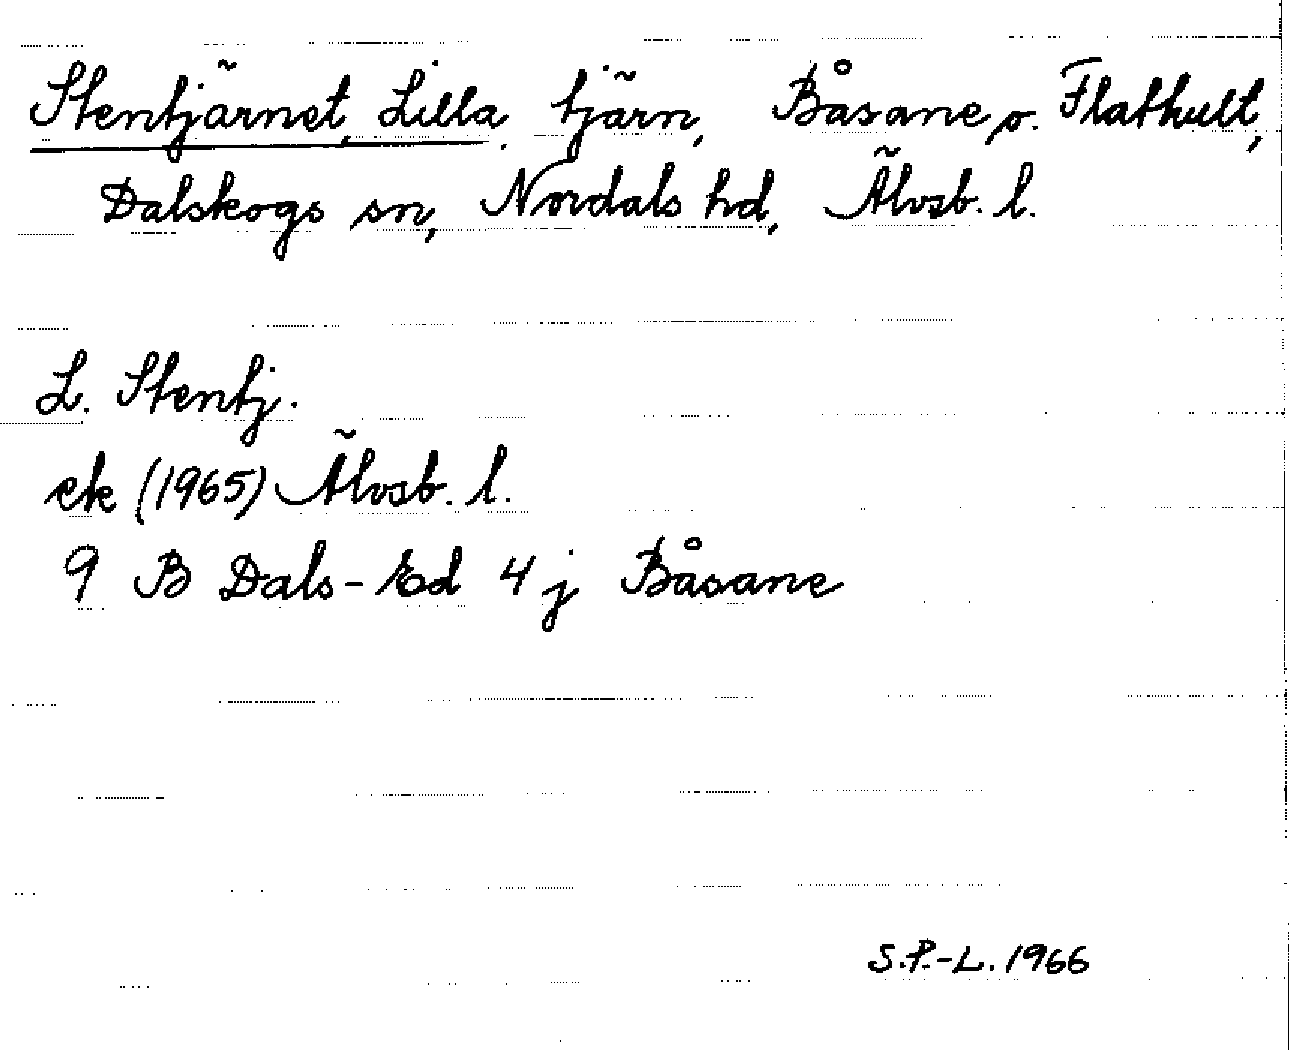 Stentjärnet, Lilla, tjärn, Båsane o. Flathult,
Dalskogs sn, Nordals hd, Älvsb. l.
L. Stentj.
ek (1965) Älvsb. l.
9 B Dals-Ed 4 j Båsane
S.P.-L. 1966